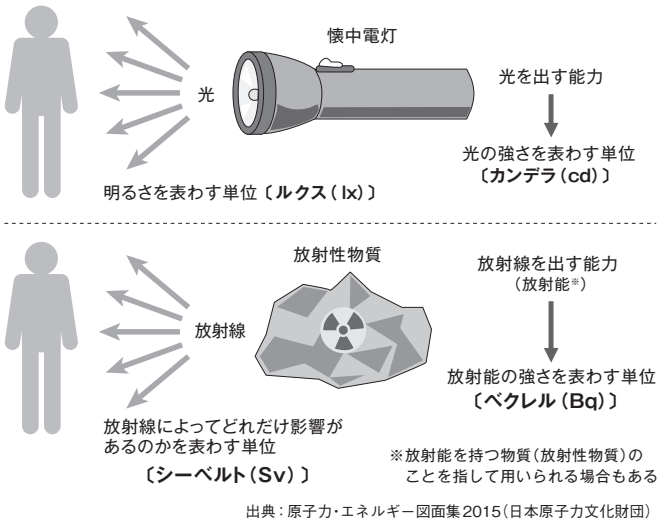 懐中電灯
光
光を出す能力
光の強さを表わす単位
〔カンデラ(cd)〕
明るさを表わす単位〔ルクス(lx)〕
放射性物質
放射線
放射線を出す能力
(放射能※)
放射能の強さを表わす単位
〔ベクレル(Bq)〕
放射線によってどれだけ影響が
あるのかを表わす単位
〔シーベルト(Sv)〕
※放射能を持つ物質(放射性物質)の
ことを指して用いられる場合もある
出典:原子力・エネルギー図面集2015(日本原子力文化財団)